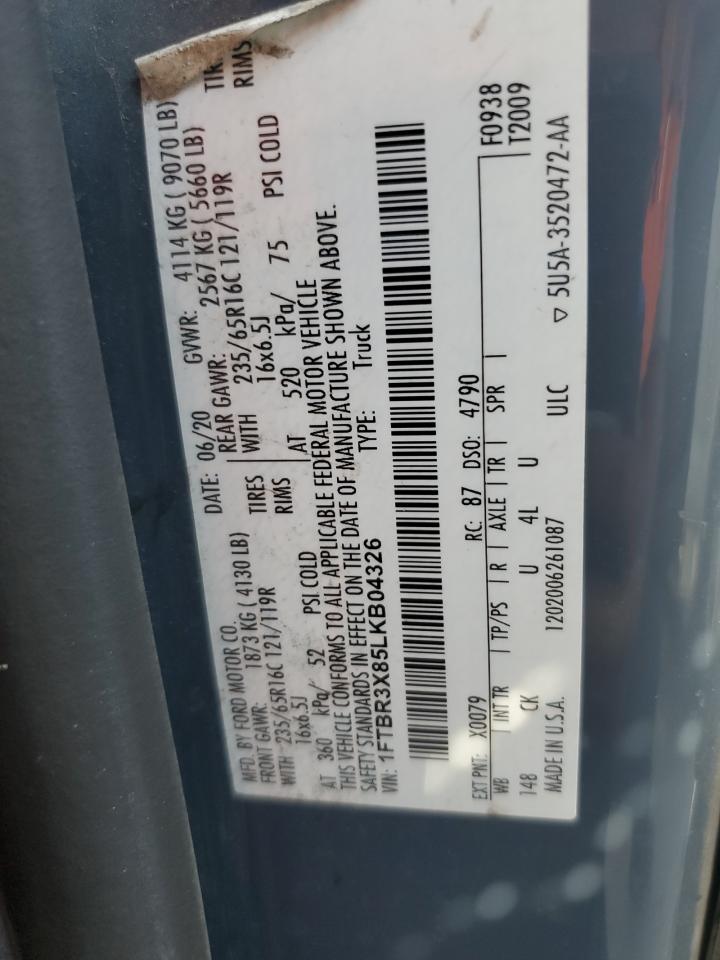 MFD. BY FORD MOTOR CO. DATE: 06/20 GVWR: 4114 KG ( 9070 LB)
FRONT GAWR: 1873 KG ( 4130 LB) REAR GAWR: 2567 KG ( 5660 LB)
WITH 235/65R16C 121/119R TIRES WITH 235/65R16C 121/119R
16x6.5J RIMS 16x6.5J RIMS
AT 360 kPa/ 52 PSI COLD AT 520 kPa/ 75 PSI COLD
THIS VEHICLE CONFORMS TO ALL APPLICABLE FEDERAL MOTOR VEHICLE
SAFETY STANDARDS IN EFFECT ON THE DATE OF MANUFACTURE SHOWN ABOVE.
VIN: 1FTBR3X85LKB04326 TYPE: Truck
EXT PNT: X0079 RC: 87 DSO: 4790 F0938
WB | INT TR | TP/PS | R | AXLE | TR | SPR | T2009
148 CK U 4L U
MADE IN U.S.A. 1202006261087 ULC ▽ 5U5A-3520472-AA